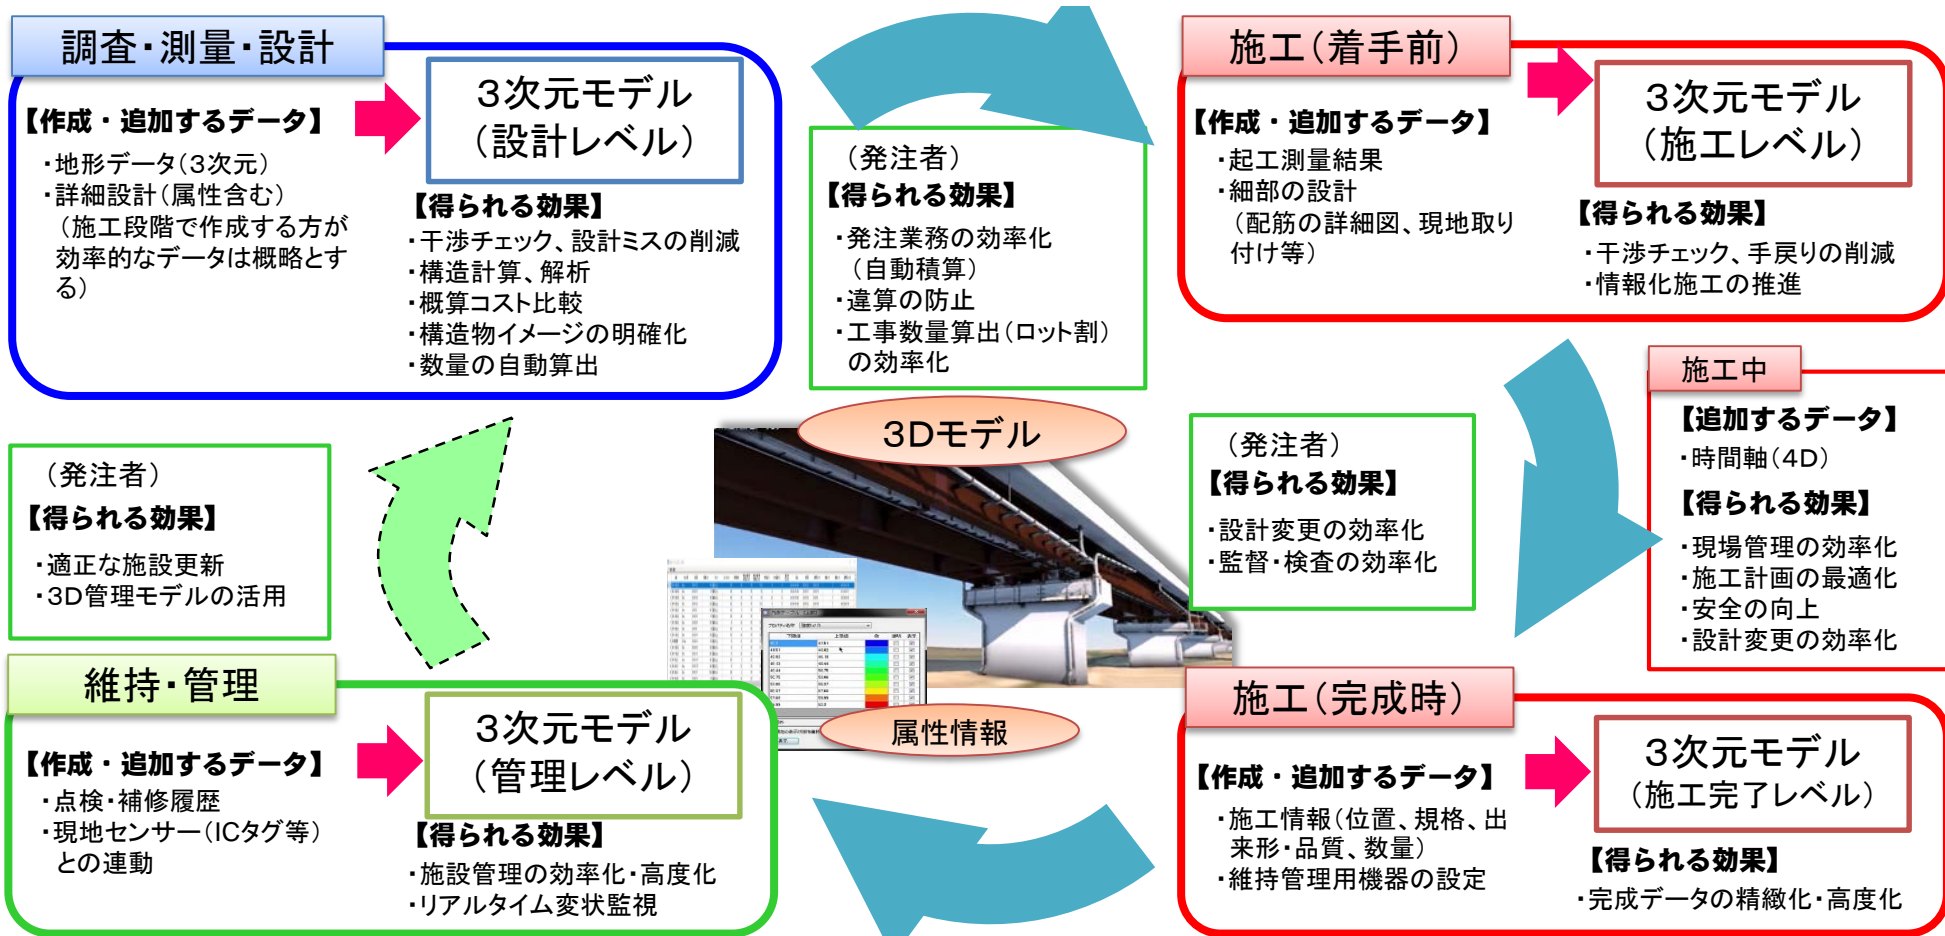 調査・測量・設計
【作成・追加するデータ】
・地形データ(3次元)
・詳細設計(属性含む)
(施工段階で作成する方が
効率的なデータは概略とす
る)
3次元モデル
(設計レベル)
【得られる効果】
・干渉チェック、設計ミスの削減
・構造計算、解析
・概算コスト比較
・構造物イメージの明確化
・数量の自動算出
(発注者)
【得られる効果】
・発注業務の効率化
(自動積算)
・違算の防止
・工事数量算出(ロット割)
の効率化
施工(着手前)
【作成・追加するデータ】
・起工測量結果
・細部の設計
(配筋の詳細図、現地取り
付け等)
3次元モデル
(施工レベル)
【得られる効果】
・干渉チェック、手戻りの削減
・情報化施工の推進
施工中
【追加するデータ】
・時間軸(4D)
【得られる効果】
・現場管理の効率化
・施工計画の最適化
・安全の向上
・設計変更の効率化
(発注者)
【得られる効果】
・設計変更の効率化
・監督・検査の効率化
3Dモデル
属性情報
(発注者)
【得られる効果】
・適正な施設更新
・3D管理モデルの活用
維持・管理
【作成・追加するデータ】
・点検・補修履歴
・現地センサー(ICタグ等)
との連動
3次元モデル
(管理レベル)
【得られる効果】
・施設管理の効率化・高度化
・リアルタイム変状監視
施工(完成時)
【作成・追加するデータ】
・施工情報(位置、規格、出
来形・品質、数量)
・維持管理用機器の設定
3次元モデル
(施工完了レベル)
【得られる効果】
・完成データの精緻化・高度化